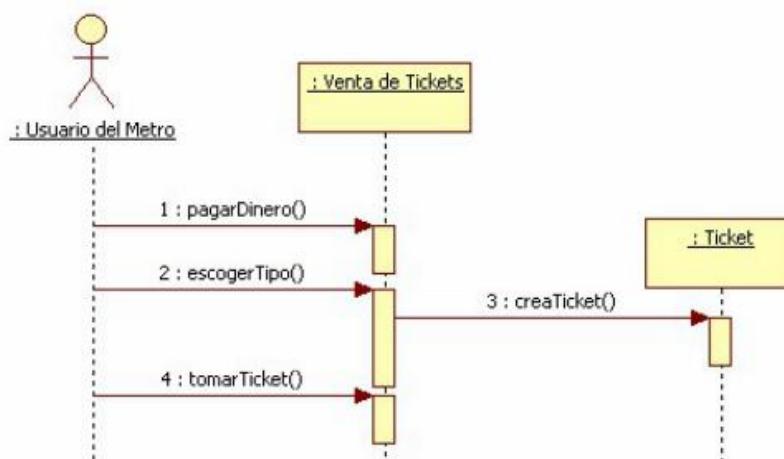 : Usuario del Metro
: Venta de Tickets
1 : pagarDinero()
: Ticket
2 : escogerTipo()
3 : creaTicket()
4 : tomarTicket()